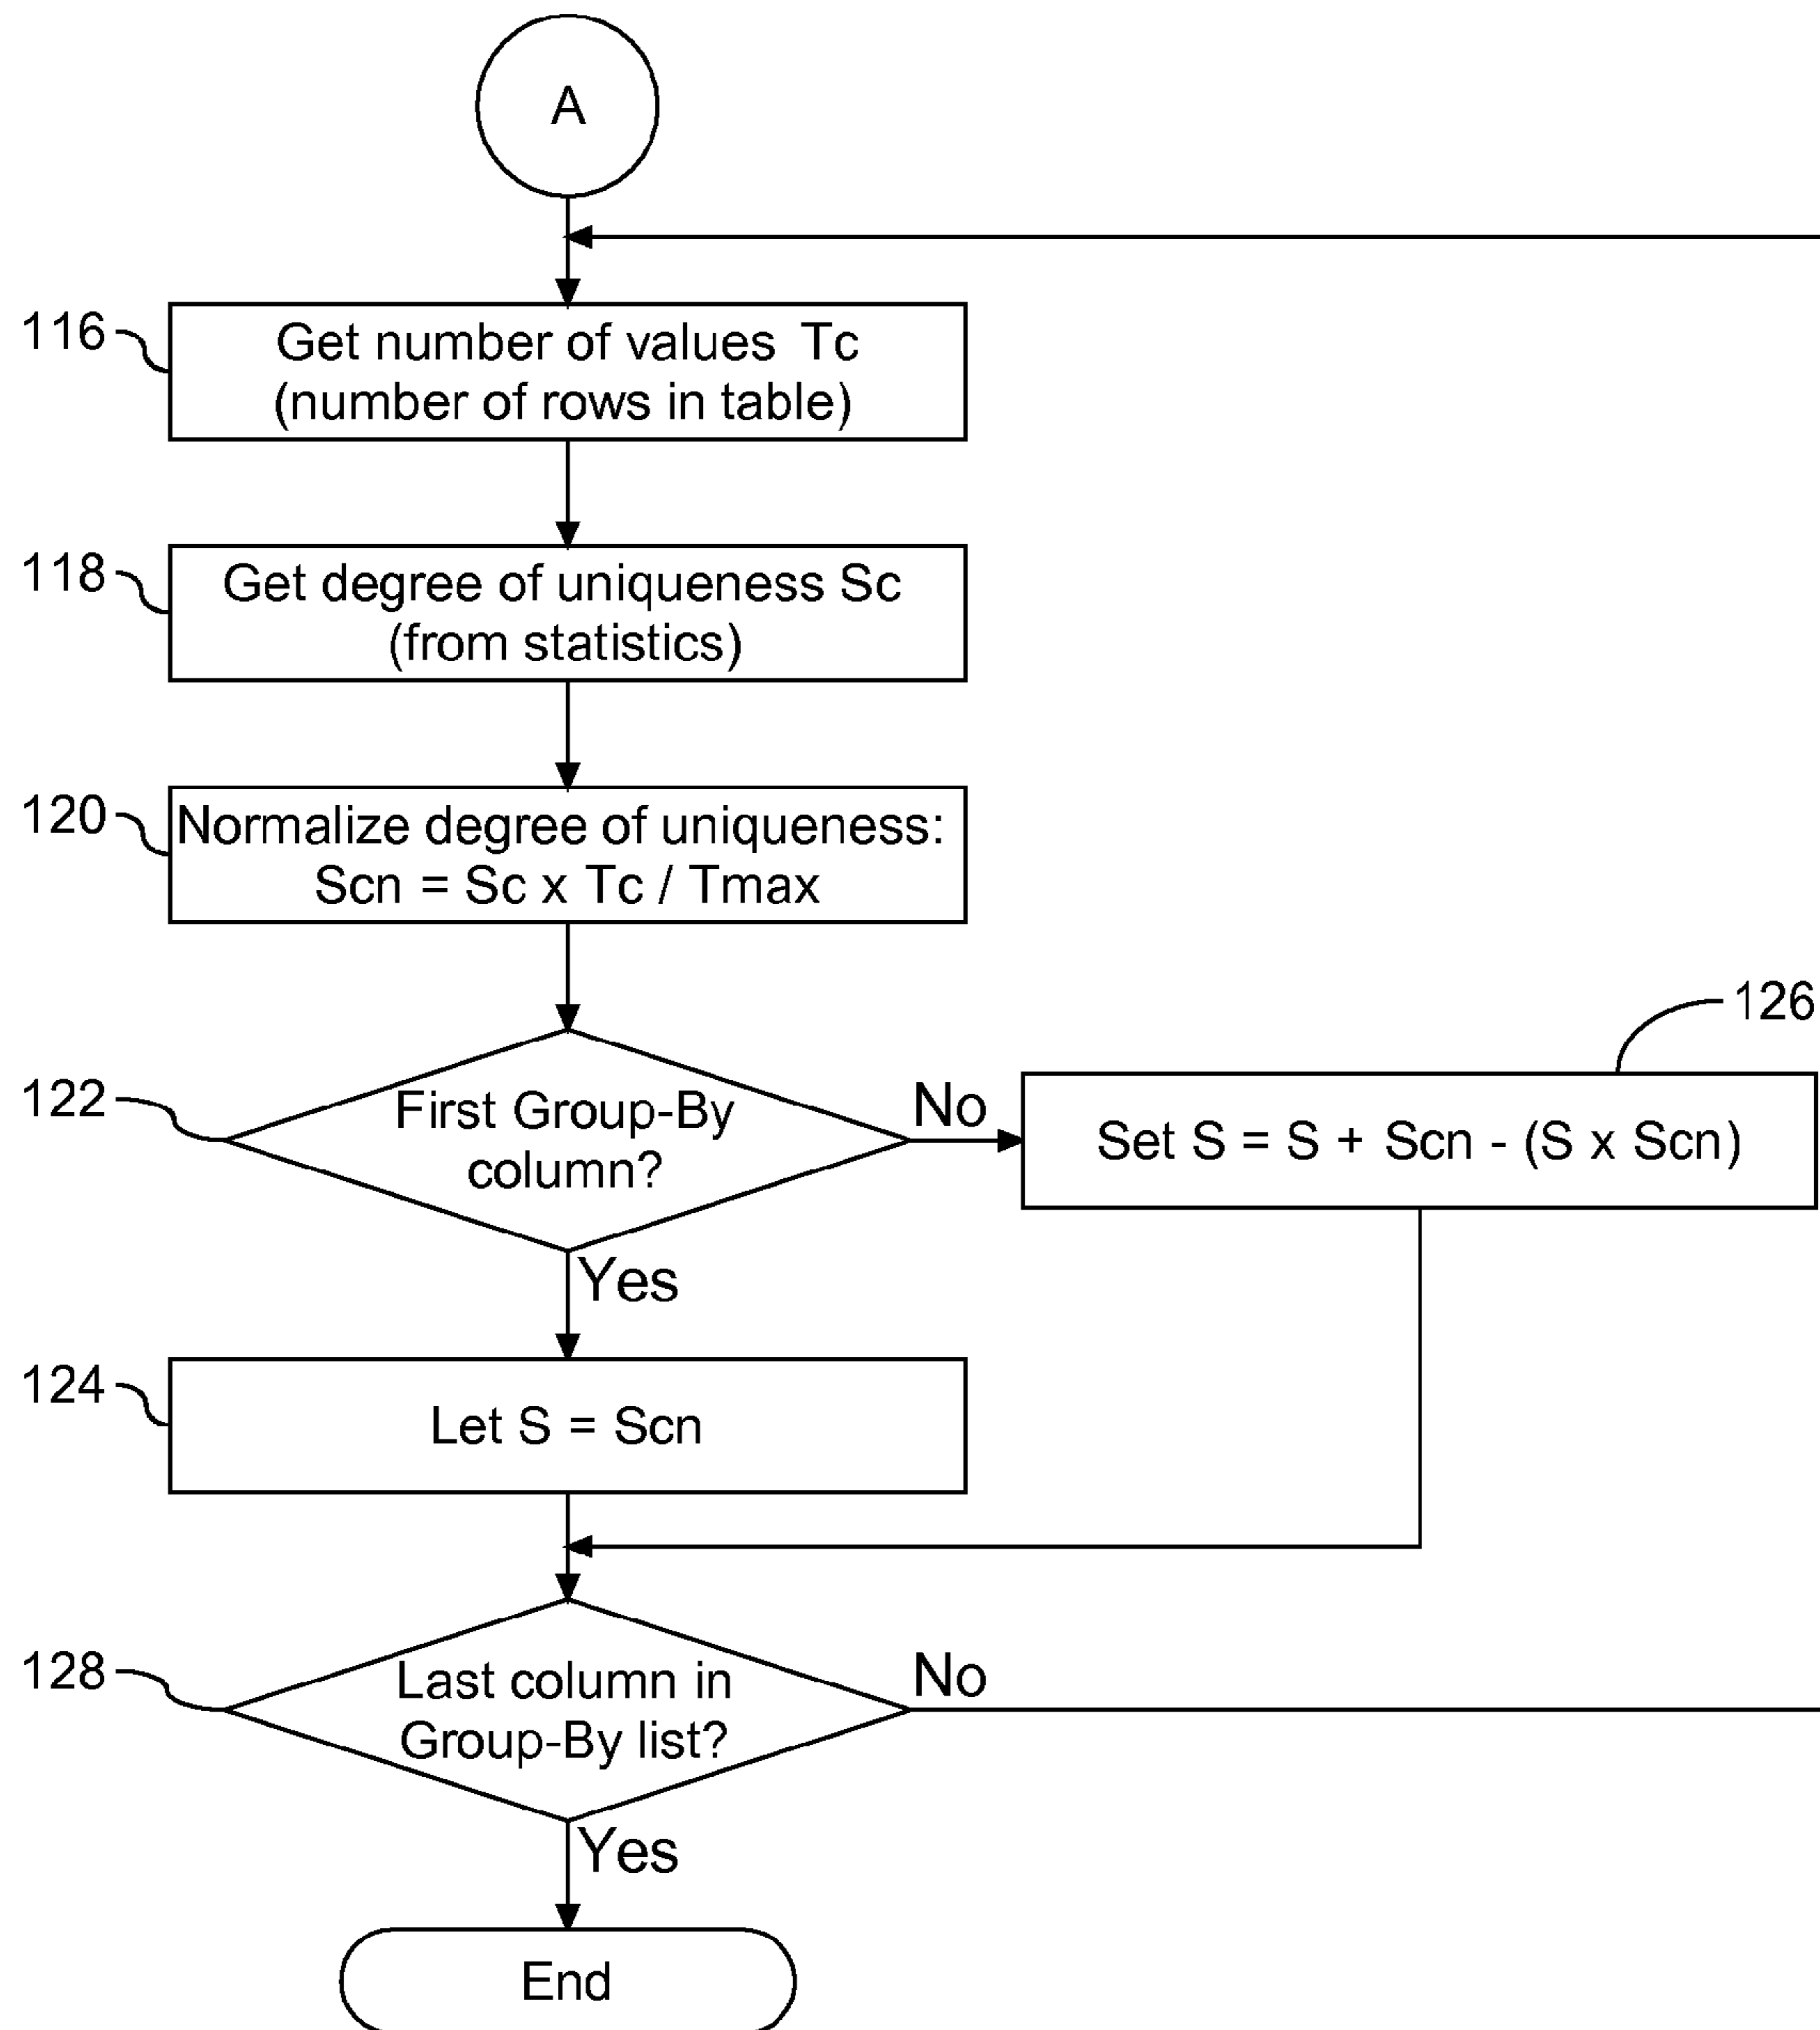 A
116
Get number of values Tc
(number of rows in table)
118
Get degree of uniqueness Sc
(from statistics)
120
Normalize degree of uniqueness:
Scn = Sc x Tc / Tmax
126
122
First Group-By
column?
No
Set S = S + Scn - (S x Scn)
Yes
124
Let S = Scn
128
Last column in
Group-By list?
No
Yes
End